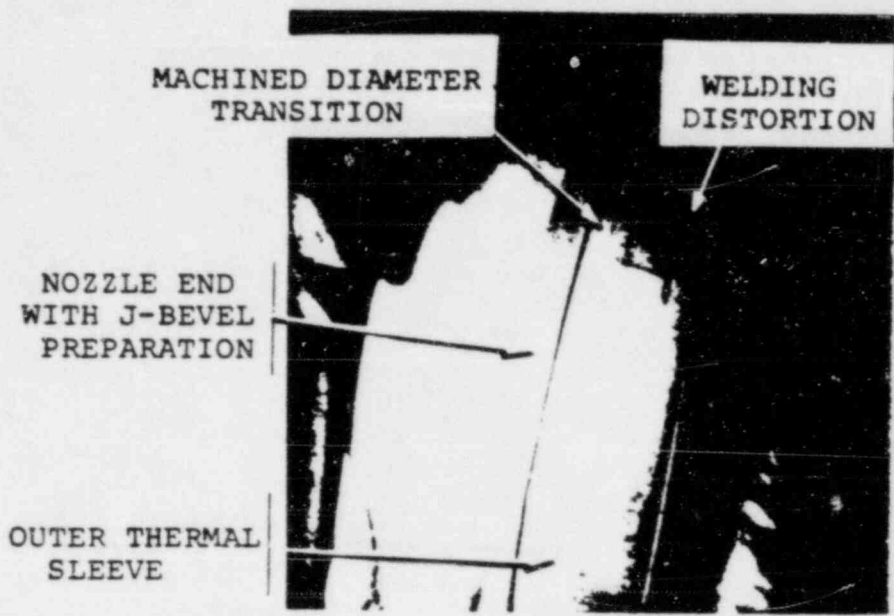 MACHINED DIAMETER
TRANSITION
WELDING
DISTORTION
NOZZLE END
WITH J-BEVEL
PREPARATION
OUTER THERMAL
SLEEVE